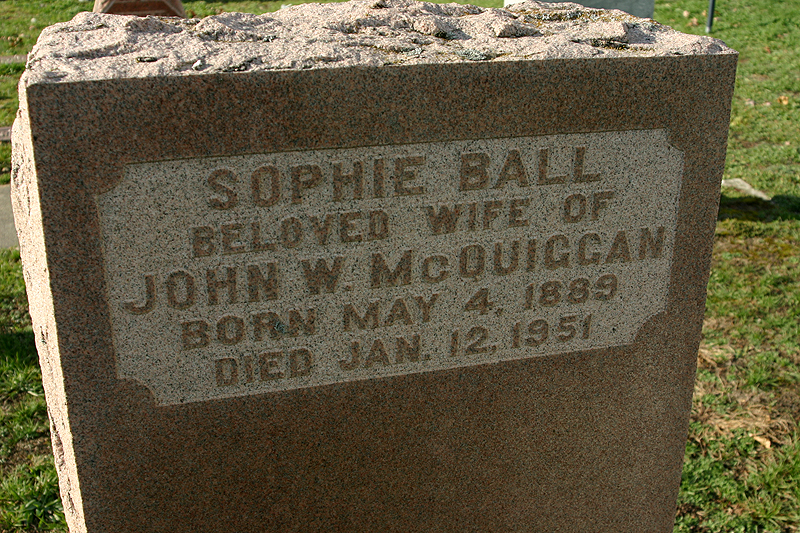 SOPHIE BALL
BELOVED WIFE OF
JOHN W. McQUIGGAN
BORN MAY 4, 1889
DIED JAN. 12, 1951